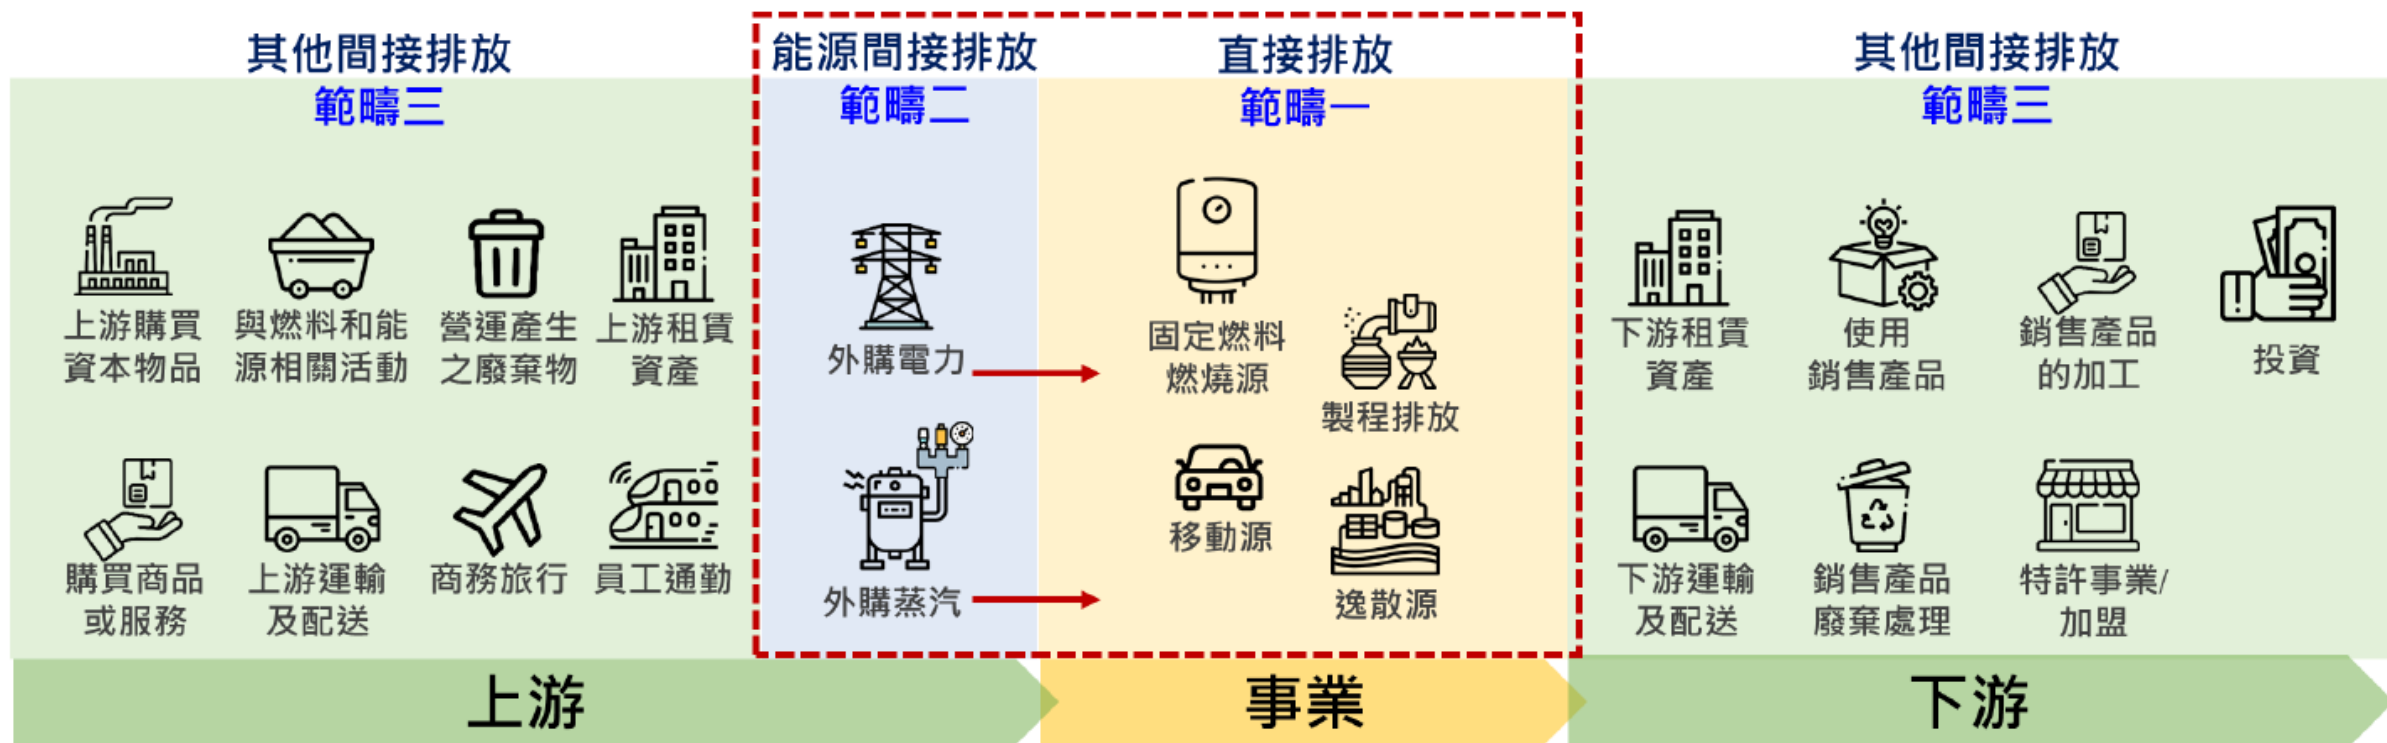 其他間接排放
範疇三
能源間接排放
範疇二
直接排放
範疇一
其他間接排放
範疇三
上游購買
資本物品
與燃料和能
源相關活動
營運產生
之廢棄物
上游租賃
資產
購買商品
或服務
上游運輸
及配送
商務旅行
員工通勤
外購電力
外購蒸汽
固定燃料
燃燒源
製程排放
移動源
逸散源
下游租賃
資產
使用
銷售產品
銷售產品
的加工
投資
下游運輸
及配送
銷售產品
廢棄處理
特許事業/
加盟
上游
事業
下游